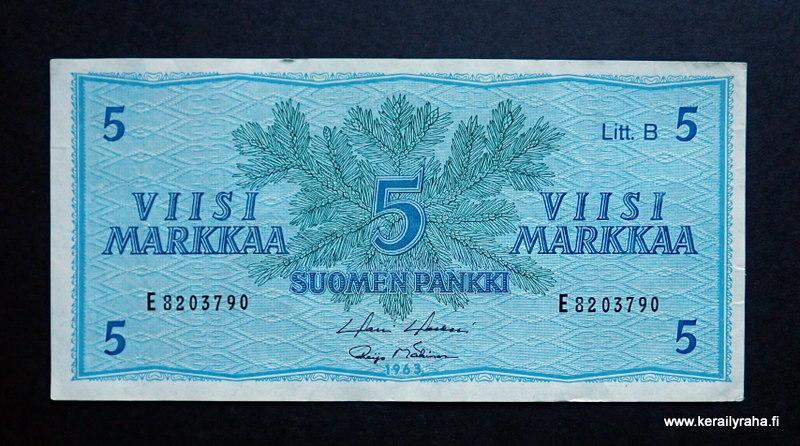 5 Litt. B 5
VIISI MARKKAA
5
VIISI MARKKAA
SUOMEN PANKKI
E8203790 E8203790
5 5
1963
www.kerailyraha.fi